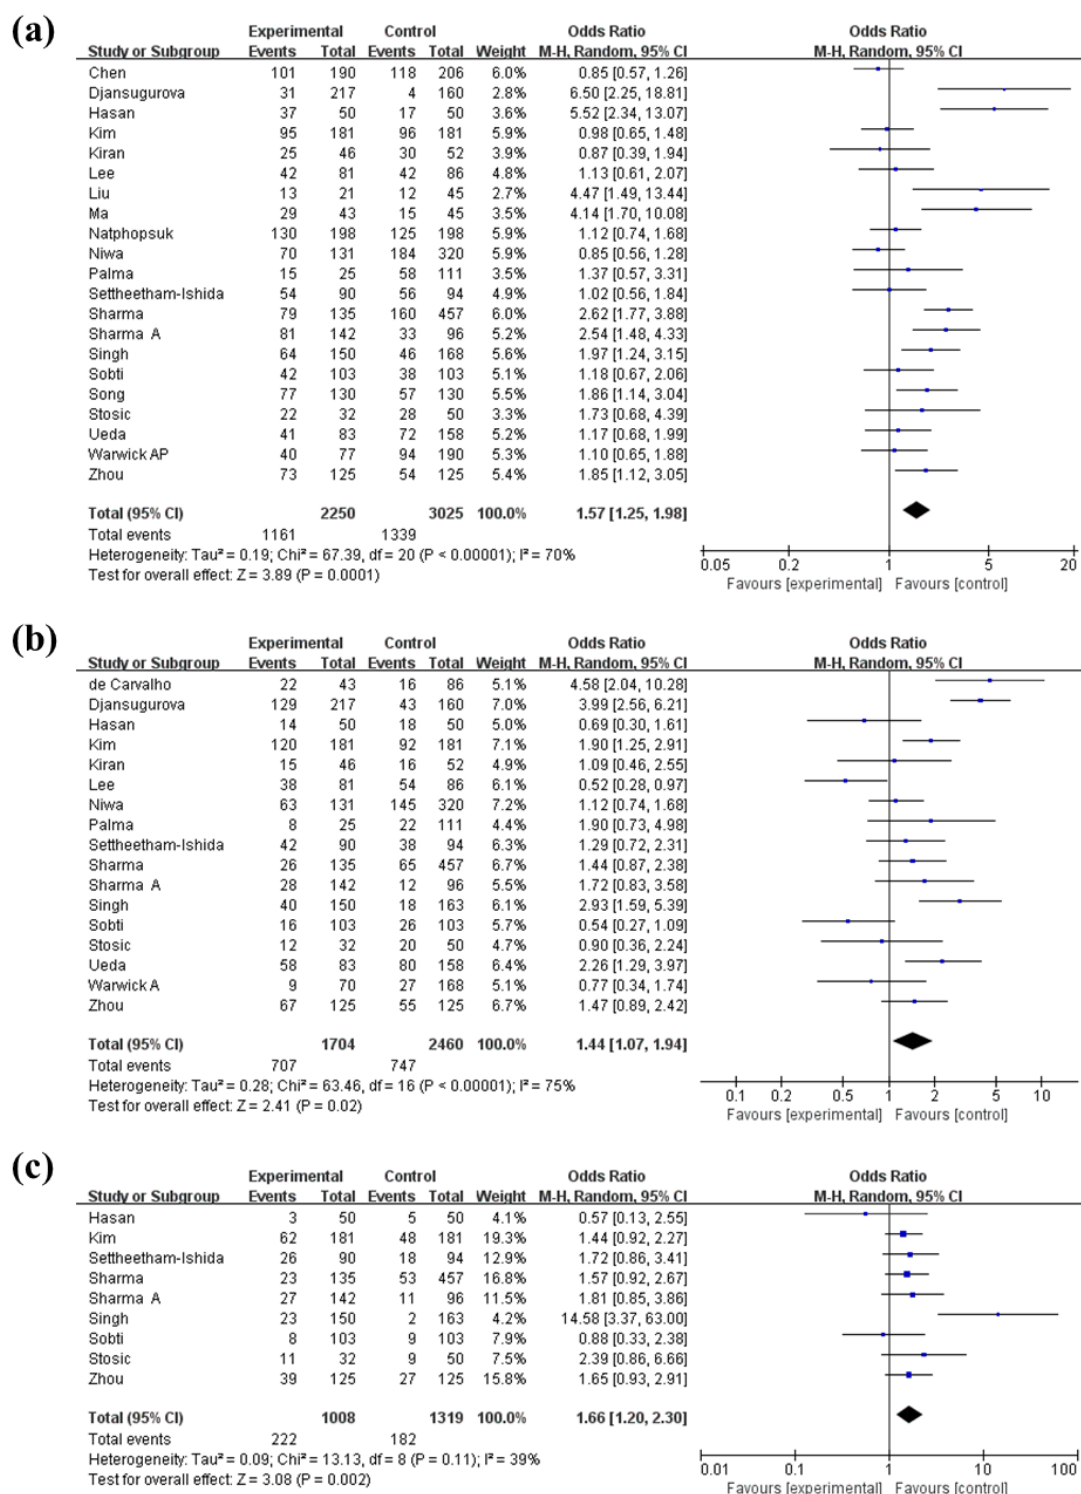 (a)
Experimental Control Odds Ratio Odds Ratio
Study or Subgroup Events Total Events Total Weight M-H, Random, 95% CI M-H, Random, 95% CI
Chen 101 190 118 206 6.0% 0.85 [0.57, 1.26]
Djansugurova 31 217 4 160 2.8% 6.50 [2.25, 18.81]
Hasan 37 50 17 50 3.6% 5.52 [2.34, 13.07]
Kim 95 181 96 181 5.9% 0.98 [0.65, 1.48]
Kiran 25 46 30 52 3.9% 0.87 [0.39, 1.94]
Lee 42 81 42 86 4.8% 1.13 [0.61, 2.07]
Liu 13 21 12 45 2.7% 4.47 [1.49, 13.44]
Ma 29 43 15 45 3.5% 4.14 [1.70, 10.08]
Natphopsuk 130 198 125 198 5.9% 1.12 [0.74, 1.68]
Niwa 70 131 184 320 5.9% 0.85 [0.56, 1.28]
Palma 15 25 58 111 3.5% 1.37 [0.57, 3.31]
Settheetham-Ishida 54 90 56 94 4.9% 1.02 [0.56, 1.84]
Sharma 79 135 160 457 6.0% 2.62 [1.77, 3.88]
Sharma A 81 142 33 96 5.2% 2.54 [1.48, 4.33]
Singh 64 150 46 168 5.6% 1.97 [1.24, 3.15]
Sobti 42 103 38 103 5.1% 1.18 [0.67, 2.06]
Song 77 130 57 130 5.5% 1.86 [1.14, 3.04]
Stosic 22 32 28 50 3.3% 1.73 [0.68, 4.39]
Ueda 41 83 72 158 5.2% 1.17 [0.68, 1.99]
Warwick AP 40 77 94 190 5.3% 1.10 [0.65, 1.88]
Zhou 73 125 54 125 5.4% 1.85 [1.12, 3.05]
Total (95% CI) 2250 3025 100.0% 1.57 [1.25, 1.98]
Total events 1161 1339
Heterogeneity: Tau² = 0.19; Chi² = 67.39, df = 20 (P < 0.00001); I² = 70%
Test for overall effect: Z = 3.89 (P = 0.0001)
0.05 0.2 1 5 20
Favours [experimental] Favours [control]
(b)
Experimental Control Odds Ratio Odds Ratio
Study or Subgroup Events Total Events Total Weight M-H, Random, 95% CI M-H, Random, 95% CI
de Carvalho 22 43 16 86 5.1% 4.58 [2.04, 10.28]
Djansugurova 129 217 43 160 7.0% 3.99 [2.56, 6.21]
Hasan 14 50 18 50 5.0% 0.69 [0.30, 1.61]
Kim 120 181 92 181 7.1% 1.90 [1.25, 2.91]
Kiran 15 46 16 52 4.9% 1.09 [0.46, 2.55]
Lee 38 81 54 86 6.1% 0.52 [0.28, 0.97]
Niwa 63 131 145 320 7.2% 1.12 [0.74, 1.68]
Palma 8 25 22 111 4.4% 1.90 [0.73, 4.98]
Settheetham-Ishida 42 90 38 94 6.3% 1.29 [0.72, 2.31]
Sharma 26 135 65 457 6.7% 1.44 [0.87, 2.38]
Sharma A 28 142 12 96 5.5% 1.72 [0.83, 3.58]
Singh 40 150 18 163 6.1% 2.93 [1.59, 5.39]
Sobti 16 103 26 103 5.6% 0.54 [0.27, 1.09]
Stosic 12 32 20 50 4.7% 0.90 [0.36, 2.24]
Ueda 58 83 80 158 6.4% 2.26 [1.29, 3.97]
Warwick A 9 70 27 168 5.1% 0.77 [0.34, 1.74]
Zhou 67 125 55 125 6.7% 1.47 [0.89, 2.42]
Total (95% CI) 1704 2460 100.0% 1.44 [1.07, 1.94]
Total events 707 747
Heterogeneity: Tau² = 0.28; Chi² = 63.46, df = 16 (P < 0.00001); I² = 75%
Test for overall effect: Z = 2.41 (P = 0.02)
0.1 0.2 0.5 1 2 5 10
Favours [experimental] Favours [control]
(c)
Experimental Control Odds Ratio Odds Ratio
Study or Subgroup Events Total Events Total Weight M-H, Random, 95% CI M-H, Random, 95% CI
Hasan 3 50 5 50 4.1% 0.57 [0.13, 2.55]
Kim 62 181 48 181 19.3% 1.44 [0.92, 2.27]
Settheetham-Ishida 26 90 18 94 12.9% 1.72 [0.86, 3.41]
Sharma 23 135 53 457 16.8% 1.57 [0.92, 2.67]
Sharma A 27 142 11 96 11.5% 1.81 [0.85, 3.86]
Singh 23 150 2 163 4.2% 14.58 [3.37, 63.00]
Sobti 8 103 9 103 7.9% 0.88 [0.33, 2.38]
Stosic 11 32 9 50 7.5% 2.39 [0.86, 6.66]
Zhou 39 125 27 125 15.8% 1.65 [0.93, 2.91]
Total (95% CI) 1008 1319 100.0% 1.66 [1.20, 2.30]
Total events 222 182
Heterogeneity: Tau² = 0.09; Chi² = 13.13, df = 8 (P = 0.11); I² = 39%
Test for overall effect: Z = 3.08 (P = 0.002)
0.01 0.1 1 10 100
Favours [experimental] Favours [control]